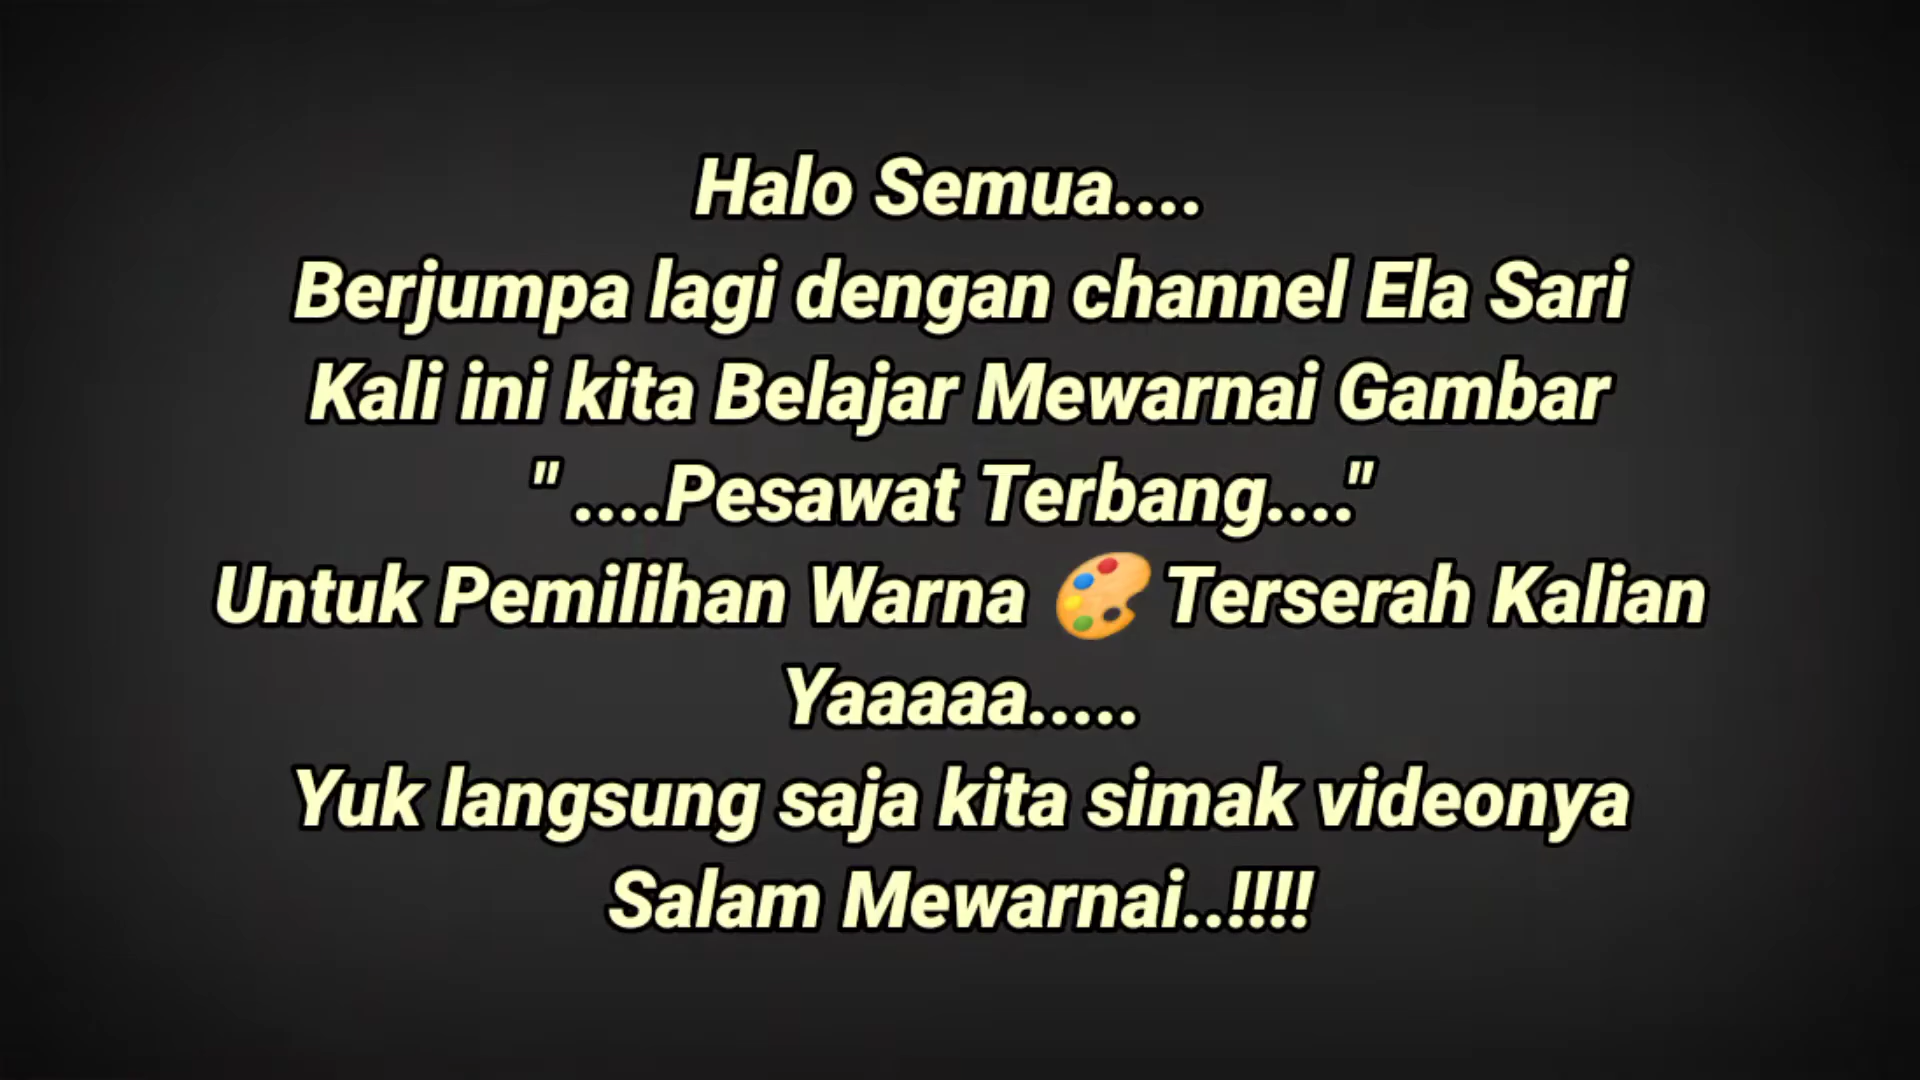 Halo Semua....
Berjumpa lagi dengan channel Ela Sari
Kali ini kita Belajar Mewarnai Gambar
" ....Pesawat Terbang...."
Untuk Pemilihan Warna 🎨 Terserah Kalian
Yaaaaa.....
Yuk langsung saja kita simak videonya
Salam Mewarnai..!!!!